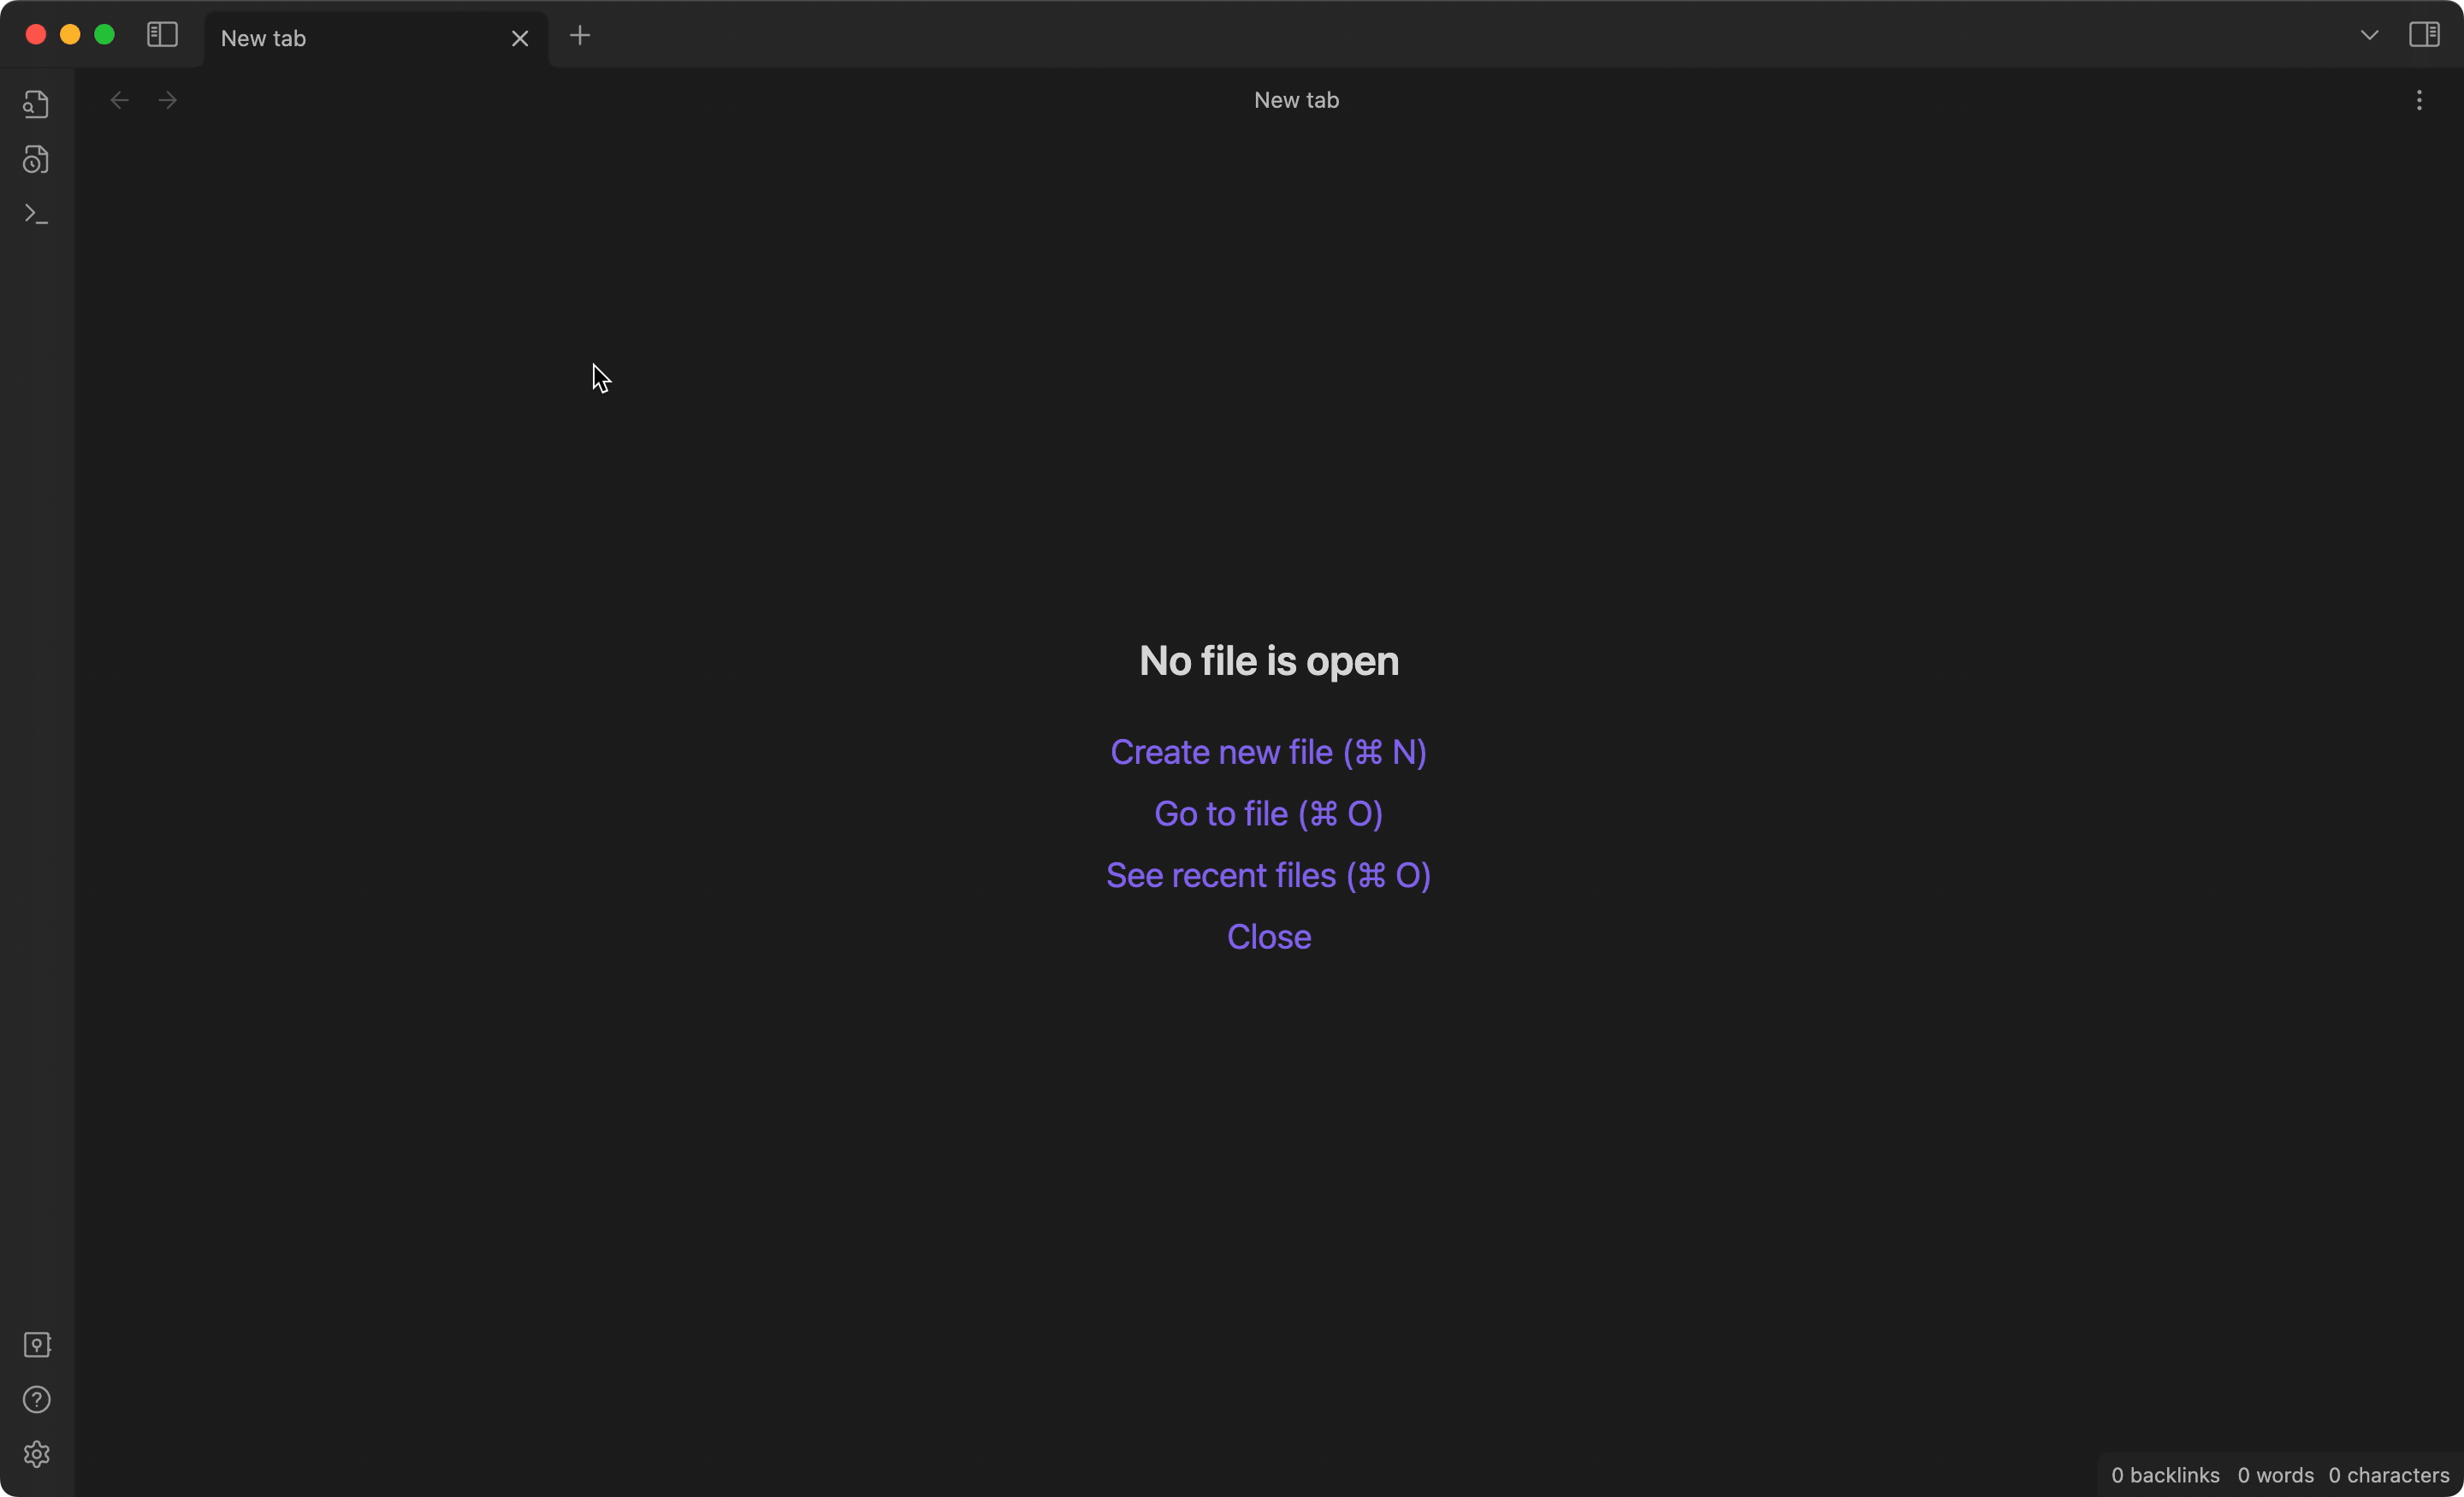 New tab
New tab
No file is open
Create new file (⌘ N)
Go to file (⌘ O)
See recent files (⌘ O)
Close
0 backlinks 0 words 0 characters